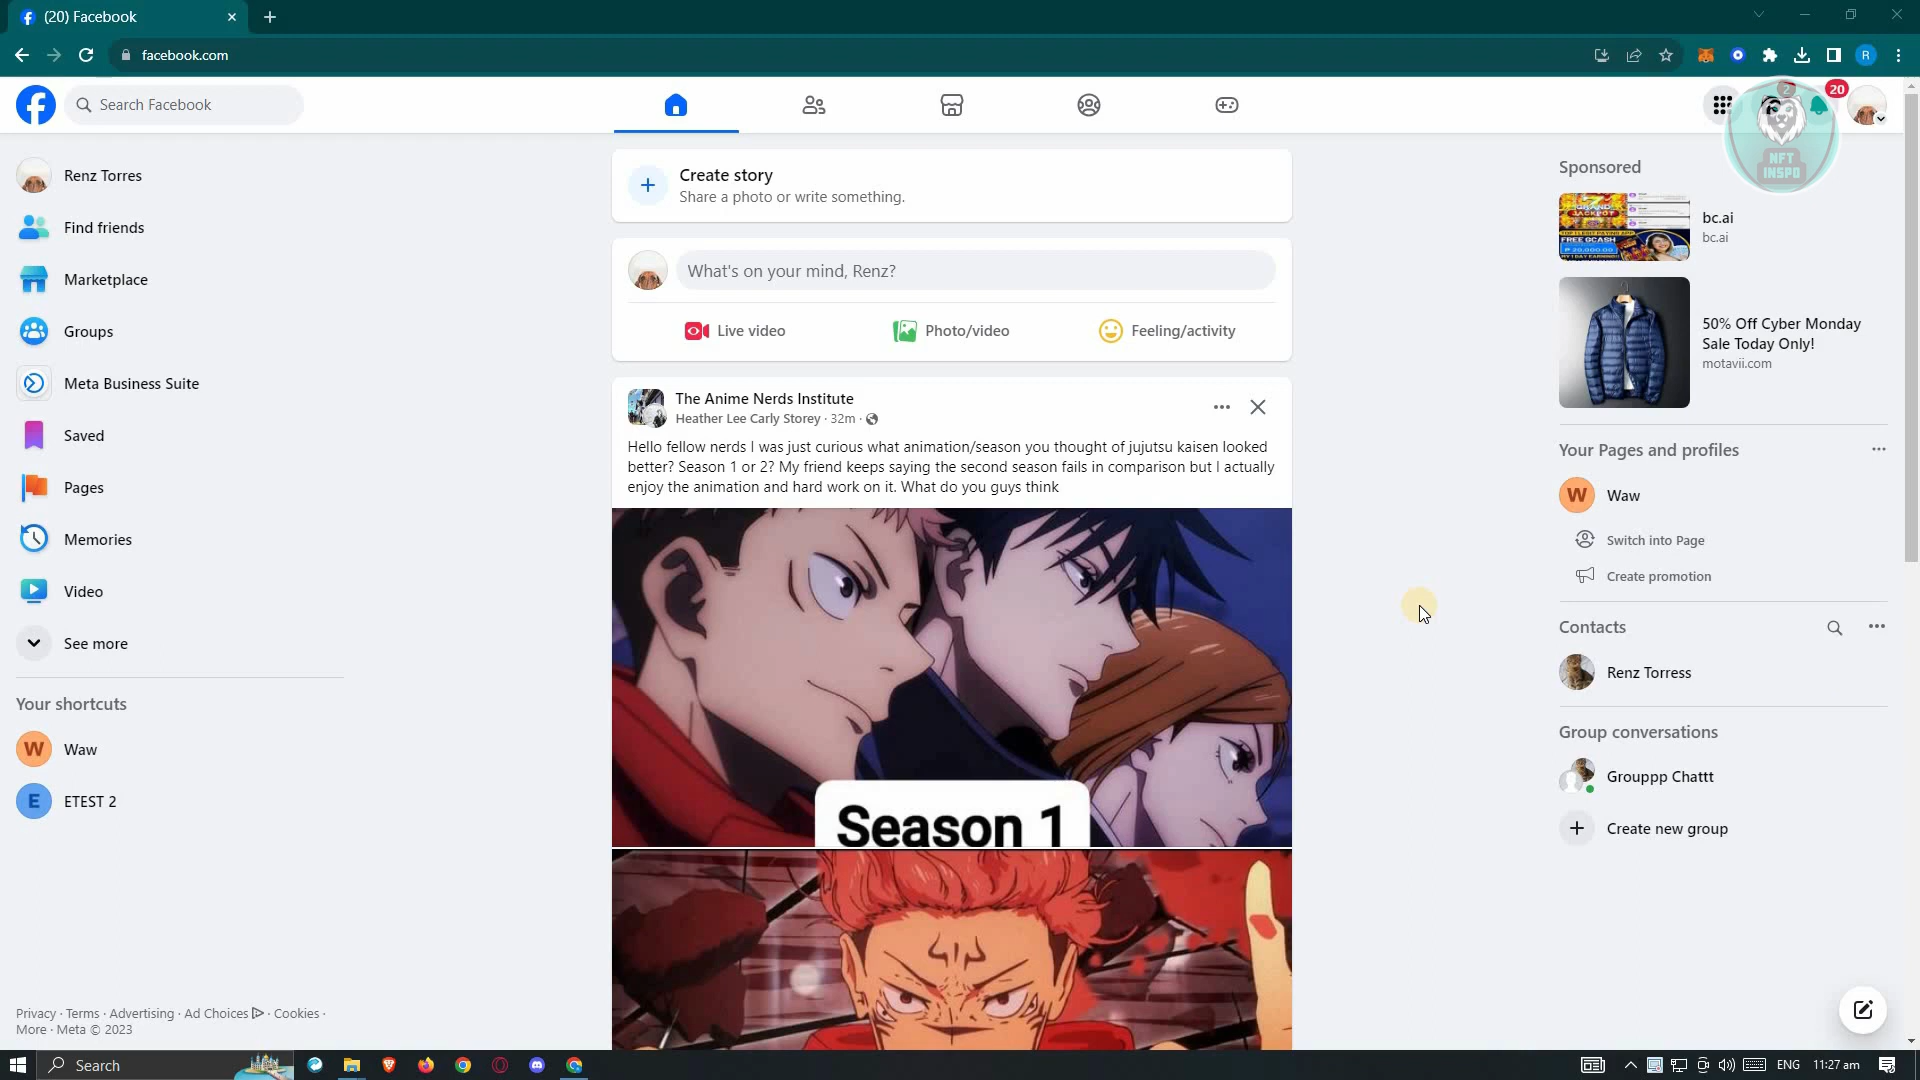 (20) Facebook
facebook.com
R
Search Facebook
2
20
NFT
INSPO
Renz Torres
Find friends
Marketplace
Groups
Meta Business Suite
Saved
Pages
Memories
Video
See more
Your shortcuts
W
Waw
E
ETEST 2
Privacy · Terms · Advertising · Ad Choices · Cookies ·
More · Meta © 2023
Create story
Share a photo or write something.
What's on your mind, Renz?
Live video
Photo/video
Feeling/activity
The Anime Nerds Institute
Heather Lee Carly Storey · 32m ·
Hello fellow nerds I was just curious what animation/season you thought of jujutsu kaisen looked
better? Season 1 or 2? My friend keeps saying the second season fails in comparison but I actually
enjoy the animation and hard work on it. What do you guys think
Season 1
Sponsored
JACKPOT
FREE GCASH
bc.ai
bc.ai
50% Off Cyber Monday
Sale Today Only!
motavii.com
Your Pages and profiles
W
Waw
Switch into Page
Create promotion
Contacts
Renz Torress
Group conversations
Grouppp Chattt
Create new group
Search
ENG
11:27 am